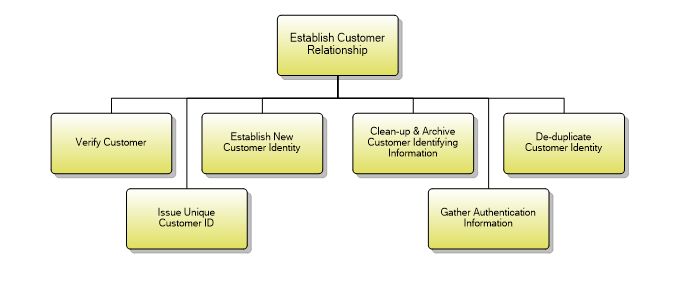 Establish Customer
Relationship
Verify Customer
Establish New
Customer Identity
Clean-up & Archive
Customer Identifying
Information
De-duplicate
Customer Identity
Issue Unique
Customer ID
Gather Authentication
Information